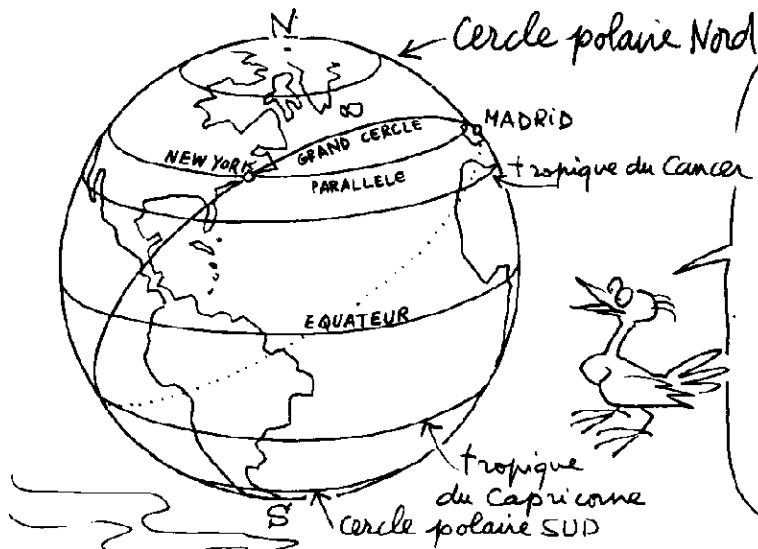 N
Cercle polaire Nord
MADRID
GRAND CERCLE
NEW YORK
tropique du Cancer
PARALLELE
EQUATEUR
tropique
du Capricorne
S
cercle polaire SUD